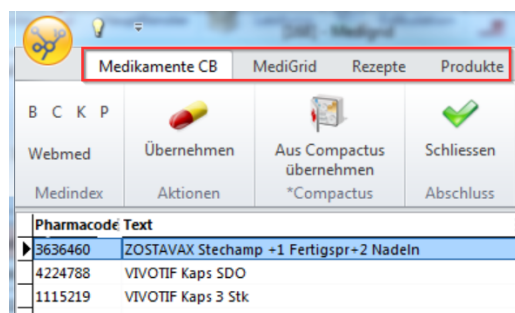 Medikamente CB MediGrid Rezepte Produkte
B C K P
Webmed
Übernehmen
Aus Compactus
übernehmen
Schliessen
Medindex Aktionen *Compactus Abschluss
Pharmacode Text
3636460 ZOSTAVAX Stechamp +1 Fertigspr+2 Nadeln
4224788 VIVOTIF Kaps SDO
1115219 VIVOTIF Kaps 3 Stk